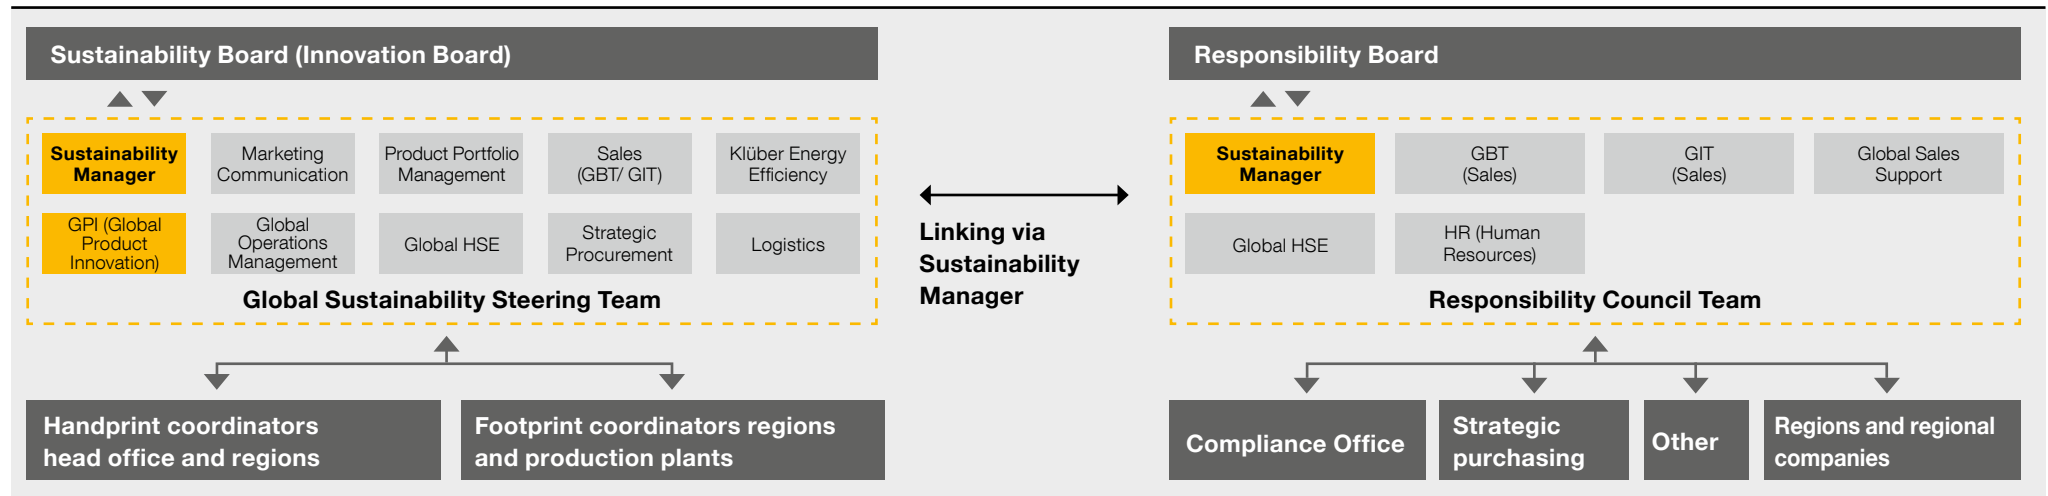 Sustainability Board (Innovation Board)
Sustainability
Manager
Marketing
Communication
Product Portfolio
Management
Sales
(GBT/ GIT)
Klüber Energy
Efficiency
GPI (Global
Product
Innovation)
Global
Operations
Management
Global HSE
Strategic
Procurement
Logistics
Global Sustainability Steering Team
Handprint coordinators
head office and regions
Footprint coordinators regions
and production plants
Linking via
Sustainability
Manager
Responsibility Board
Sustainability
Manager
GBT
(Sales)
GIT
(Sales)
Global Sales
Support
Global HSE
HR (Human
Resources)
Responsibility Council Team
Compliance Office
Strategic
purchasing
Other
Regions and regional
companies